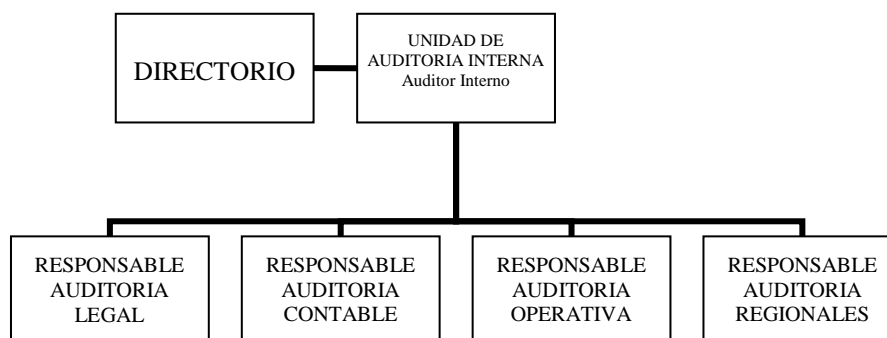 DIRECTORIO
UNIDAD DE
AUDITORIA INTERNA
Auditor Interno
RESPONSABLE
AUDITORIA
LEGAL
RESPONSABLE
AUDITORIA
CONTABLE
RESPONSABLE
AUDITORIA
OPERATIVA
RESPONSABLE
AUDITORIA
REGIONALES